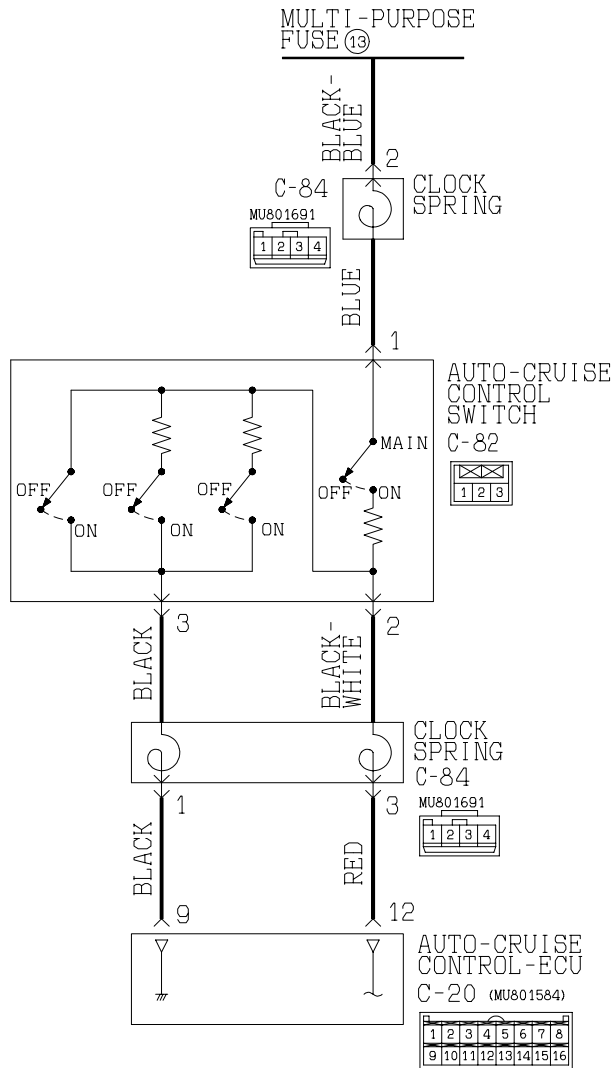 MULTI-PURPOSE
FUSE 13
BLACK-
BLUE
2
C-84
CLOCK
SPRING
MU801691
1 2 3 4
BLUE
1
AUTO-CRUISE
CONTROL
SWITCH
C-82
1 2 3
MAIN
OFF
OFF
OFF
OFF
ON
ON
ON
ON
3
2
BLACK
BLACK-
WHITE
CLOCK
SPRING
C-84
MU801691
1 2 3 4
1
3
BLACK
RED
9
12
AUTO-CRUISE
CONTROL-ECU
C-20 (MU801584)
1 2 3 4 5 6 7 8
9 10 11 12 13 14 15 16